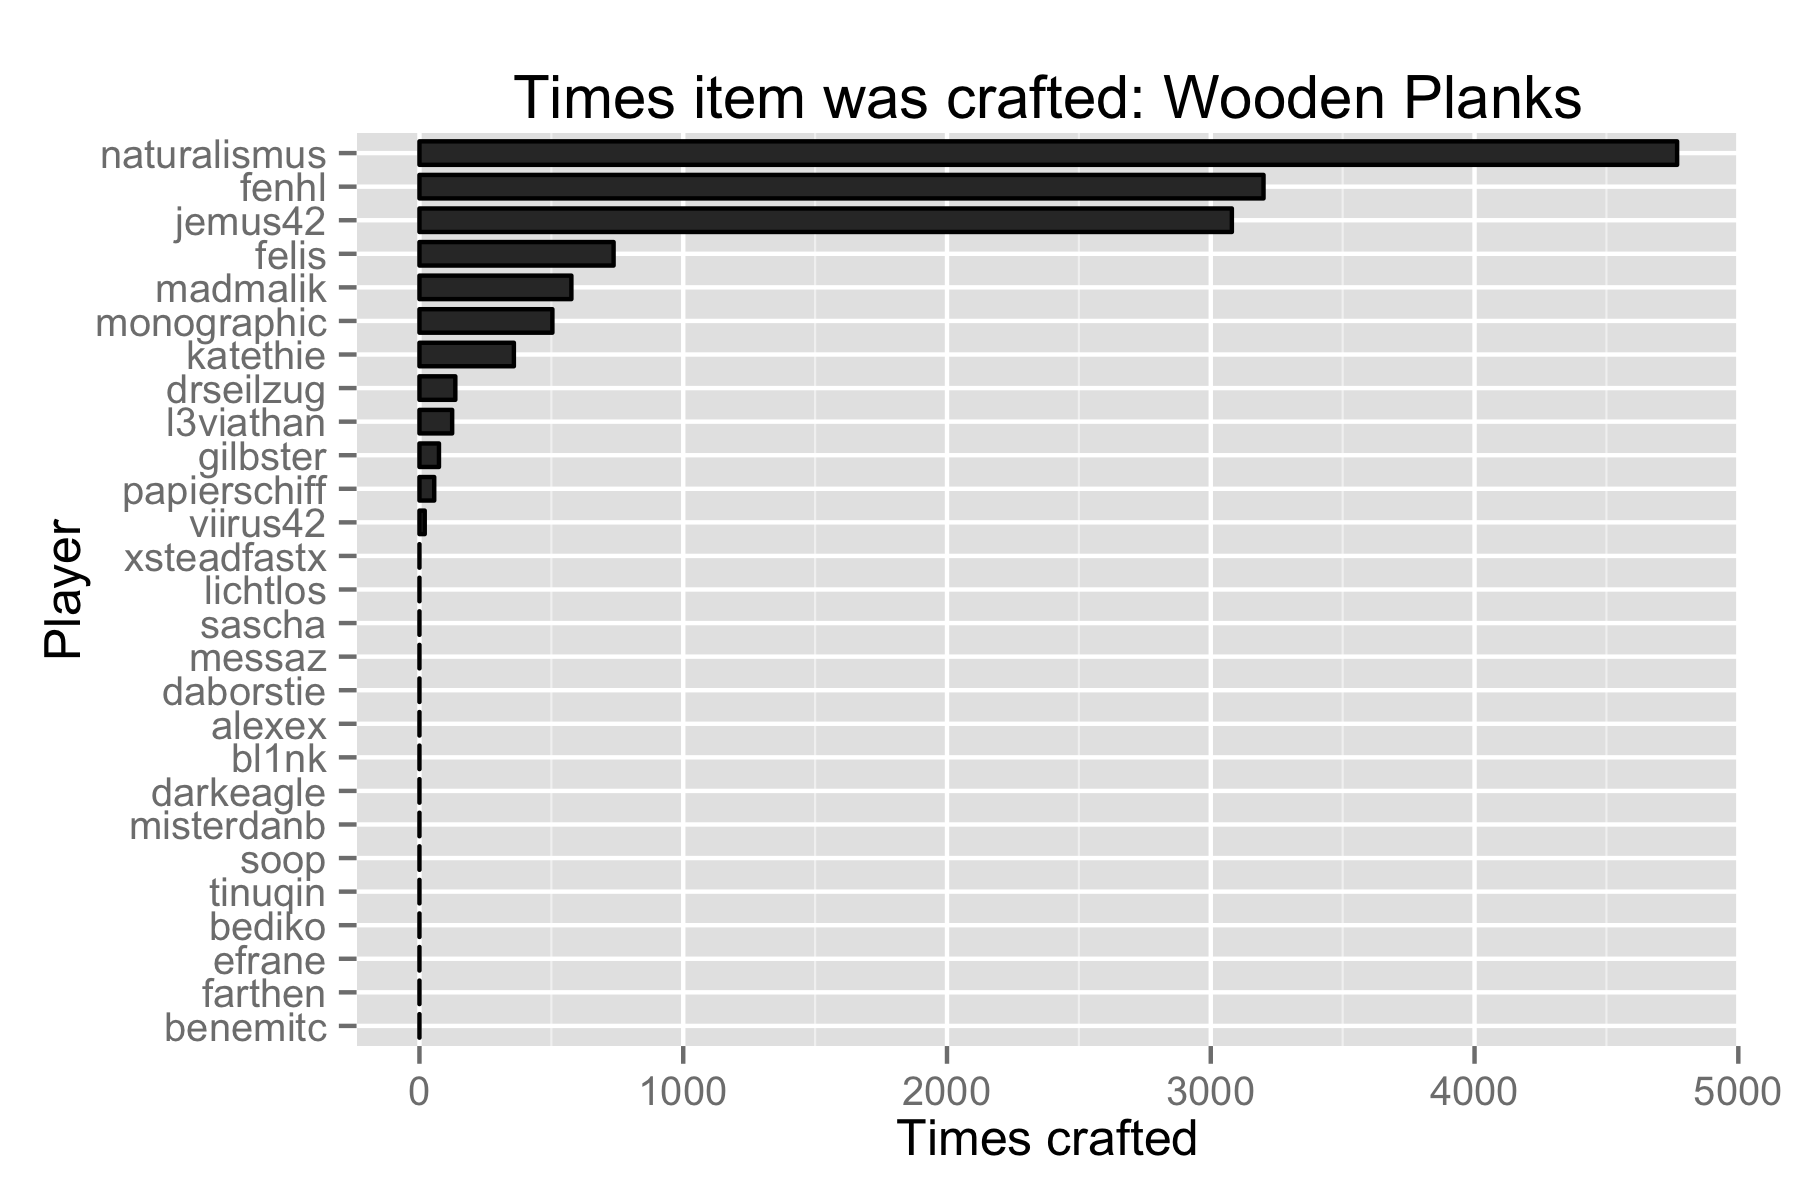 Times item was crafted: Wooden Planks
naturalismus
fenhl
jemus42
felis
madmalik
monographic
katethie
drseilzug
l3viathan
gilbster
papierschiff
viirus42
xsteadfastx
lichtlos
sascha
messaz
daborstie
alexex
bl1nk
darkeagle
misterdanb
soop
tinuqin
bediko
efrane
farthen
benemitc
Player
0 1000 2000 3000 4000 5000
Times crafted